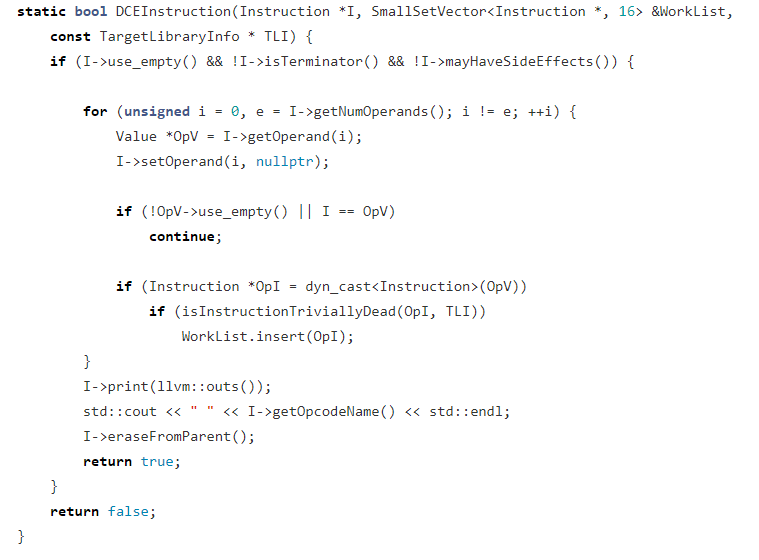 static bool DCEInstruction(Instruction *I, SmallSetVector<Instruction *, 16> &WorkList,
    const TargetLibraryInfo * TLI) {
    if (I->use_empty() && !I->isTerminator() && !I->mayHaveSideEffects()) {

        for (unsigned i = 0, e = I->getNumOperands(); i != e; ++i) {
            Value *OpV = I->getOperand(i);
            I->setOperand(i, nullptr);

            if (!OpV->use_empty() || I == OpV)
                continue;

            if (Instruction *OpI = dyn_cast<Instruction>(OpV))
                if (isInstructionTriviallyDead(OpI, TLI))
                    WorkList.insert(OpI);
        }
        I->print(llvm::outs());
        std::cout << " " << I->getOpcodeName() << std::endl;
        I->eraseFromParent();
        return true;
    }
    return false;
}